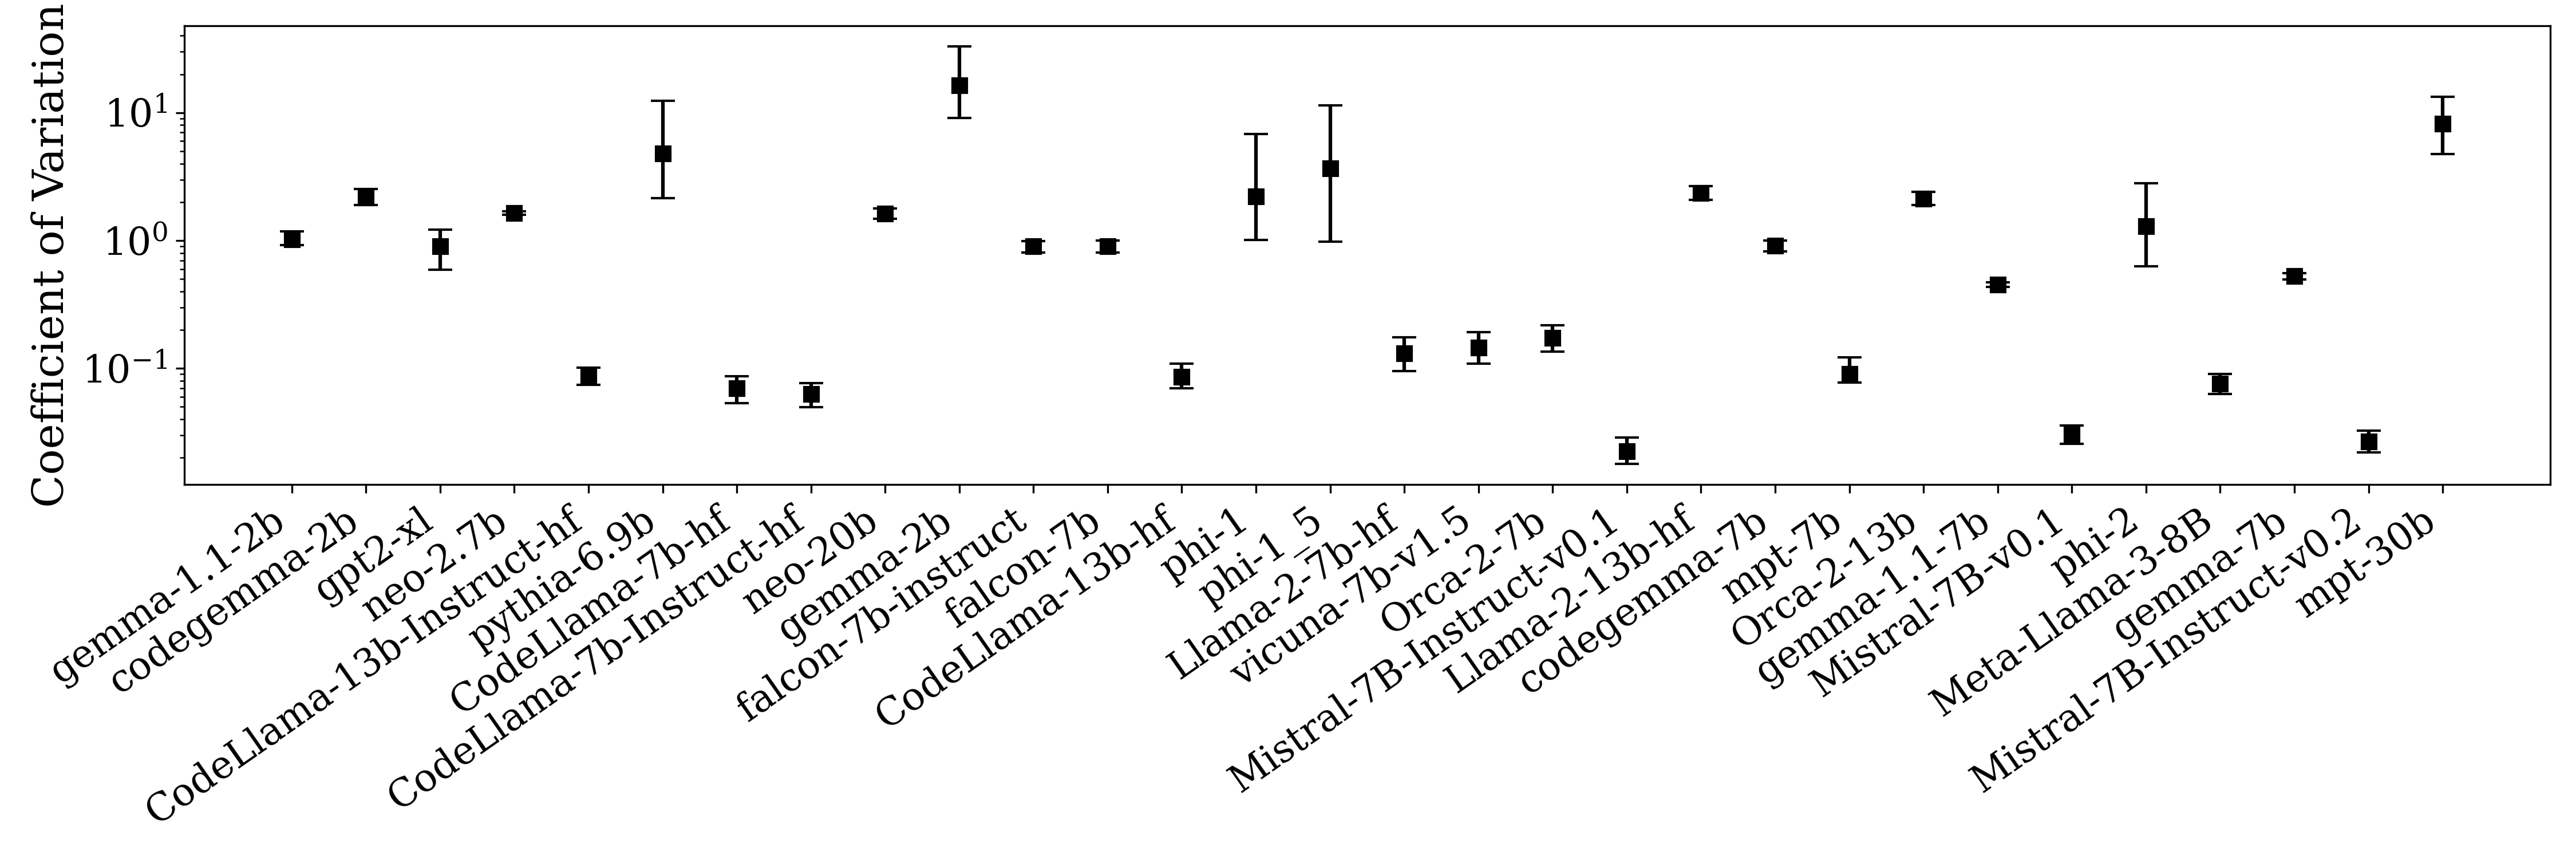 Coefficient of Variation
10¹
10⁰
10⁻¹
gemma-1.1-2b
codegemma-2b
gpt2-xl
neo-2.7b
CodeLlama-13b-Instruct-hf
pythia-6.9b
CodeLlama-7b-hf
CodeLlama-7b-Instruct-hf
neo-20b
gemma-2b
falcon-7b-instruct
falcon-7b
CodeLlama-13b-hf
phi-1
phi-1_5
Llama-2-7b-hf
vicuna-7b-v1.5
Orca-2-7b
Mistral-7B-Instruct-v0.1
Llama-2-13b-hf
codegemma-7b
mpt-7b
Orca-2-13b
gemma-1.1-7b
Mistral-7B-v0.1
phi-2
Meta-Llama-3-8B
gemma-7b
Mistral-7B-Instruct-v0.2
mpt-30b